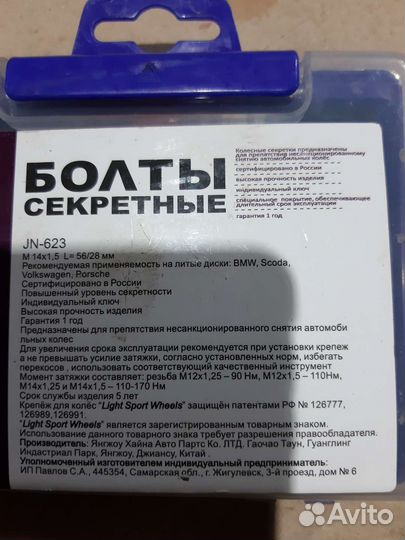 БОЛТЫ
СЕКРЕТНЫЕ
Колесные секретки предназначены
для препятствия несанкционированному
снятию автомобильных колёс
сертифицировано в России
высокая прочность изделия
индивидуальный ключ
специальное покрытие, обеспечивающее
длительный срок эксплуатации
гарантия 1 год
JN-623
М 14х1,5 L= 56/28 мм
Рекомендуемая применяемость на литые диски: BMW, Scoda,
Volkswagen, Porsche
Сертифицировано в России
Повышенный уровень секретности
Индивидуальный ключ
Высокая прочность изделия
Гарантия 1 год
Предназначены для препятствия несанкционированного снятия автомоби
льных колес
Для увеличения срока эксплуатации рекомендуется при установки крепеж
а не превышать усилие затяжки, согласно установленных норм, избегать
перекосов , использовать соответствующий качественный инструмент
Момент затяжки составляет: резьба М12х1,25 – 90 Нм, М12х1,5 – 110Нм,
М14х1,25 и М14х1,5 – 110-170 Нм
Срок службы изделия 5 лет
Крепёж для колёс "Light Sport Wheels" защищён патентами РФ № 126777,
126989,126991.
"Light Sport Wheels" является зарегистрированным товарным знаком.
Использование данного товарного знака требует разрешения правообладателя.
Производитель: Янгжоу Хайна Авто Партс Ко. ЛТД. Гаочао Таун, Гуанглинг
Индастриал Парк, Янгжоу, Джиансу, Китай .
Уполномоченный изготовителем индивидуальный предприниматель:
ИП Павлов С.А., 445354, Самарская обл., г. Жигулевск, 3-й проезд, дом № 6
Avito